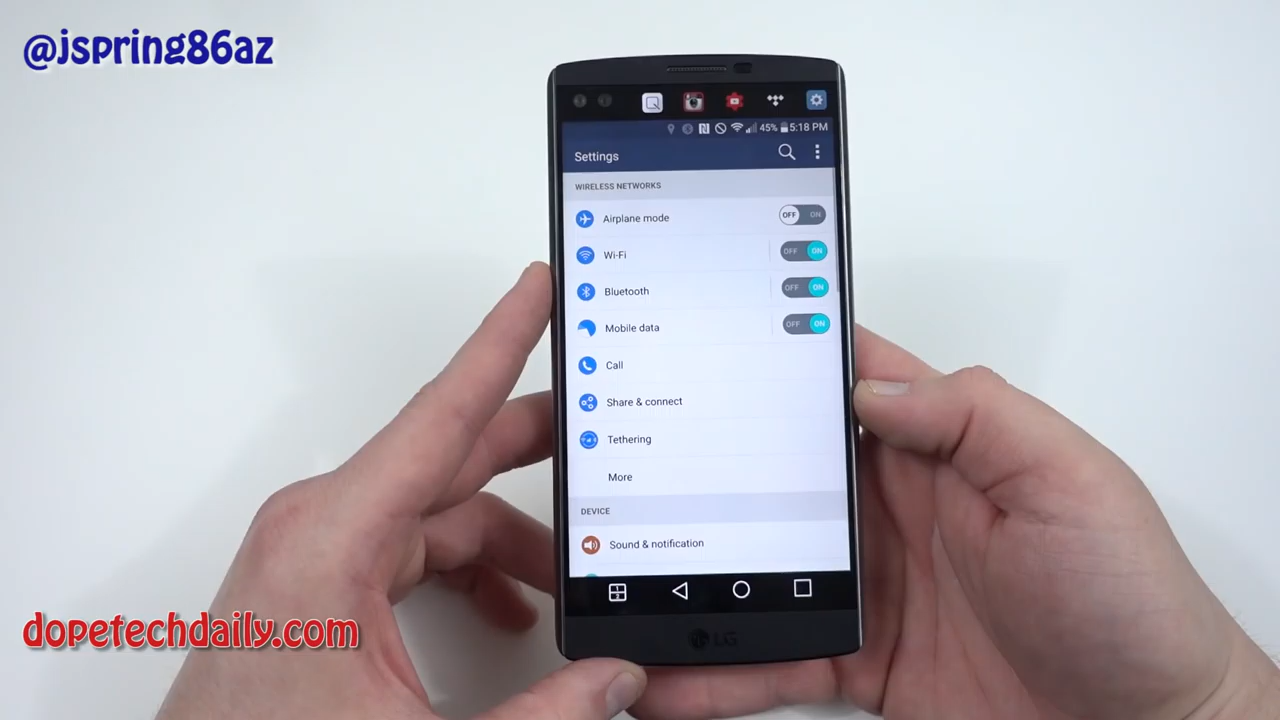 @jspring86az
45% 5:18 PM
Settings
WIRELESS NETWORKS
Airplane mode OFF ON
Wi-Fi OFF ON
Bluetooth OFF ON
Mobile data OFF ON
Call
Share & connect
Tethering
More
DEVICE
Sound & notification
LG
dopetechdaily.com